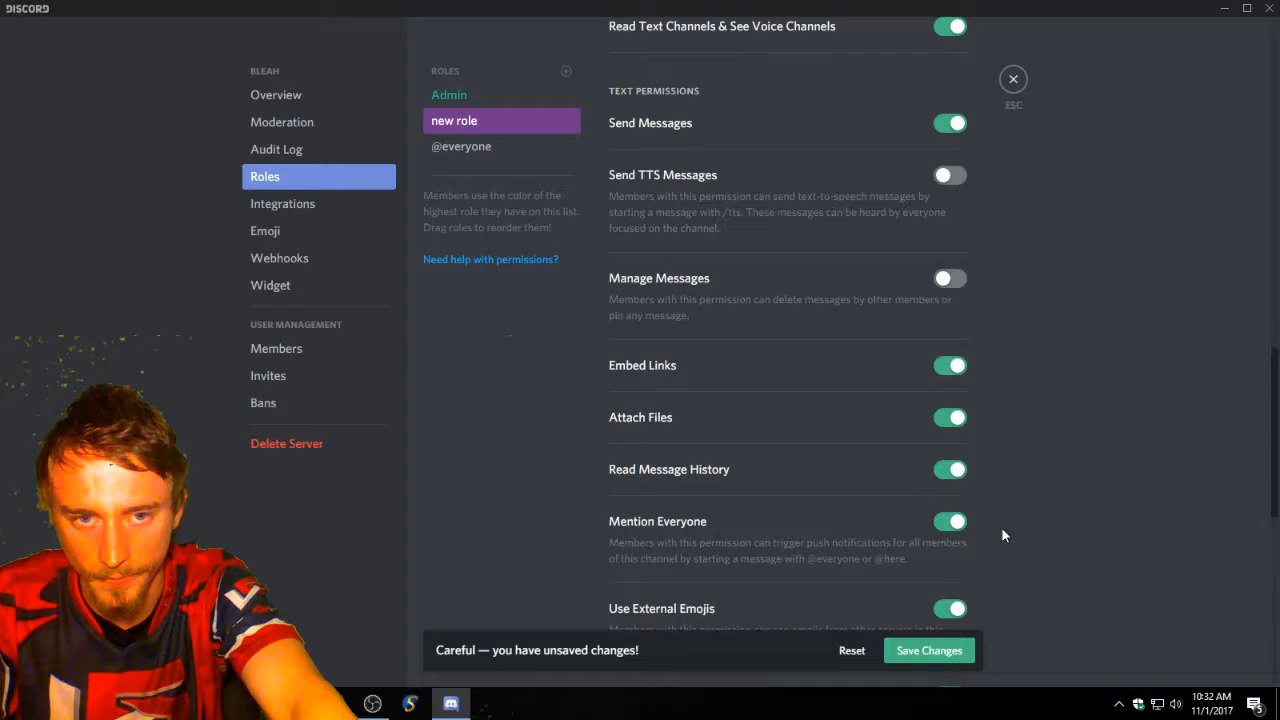 DISCORD
BLEAH
Overview
Moderation
Audit Log
Roles
Integrations
Emoji
Webhooks
Widget
USER MANAGEMENT
Members
Invites
Bans
Delete Server
ROLES
Admin
new role
@everyone
Members use the color of the
highest role they have on this list.
Drag roles to reorder them!
Need help with permissions?
Read Text Channels & See Voice Channels
TEXT PERMISSIONS
Send Messages
Send TTS Messages
Members with this permission can send text-to-speech messages by
starting a message with /tts. These messages can be heard by everyone
focused on the channel.
Manage Messages
Members with this permission can delete messages by other members or
pin any message.
Embed Links
Attach Files
Read Message History
Mention Everyone
Members with this permission can trigger push notifications for all members
of this channel by starting a message with @everyone or @here.
Use External Emojis
Careful — you have unsaved changes!
Reset
Save Changes
ESC
10:32 AM
11/1/2017
5